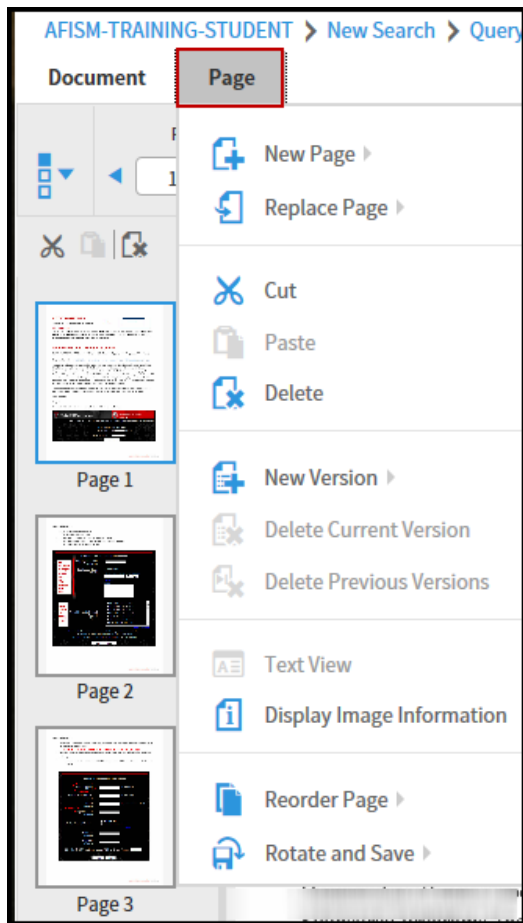 AFISM-TRAINING-STUDENT > New Search > Query
Document Page
1
New Page
Replace Page
Cut
Paste
Delete
New Version
Delete Current Version
Delete Previous Versions
Text View
Display Image Information
Reorder Page
Rotate and Save
Page 1
Page 2
Page 3